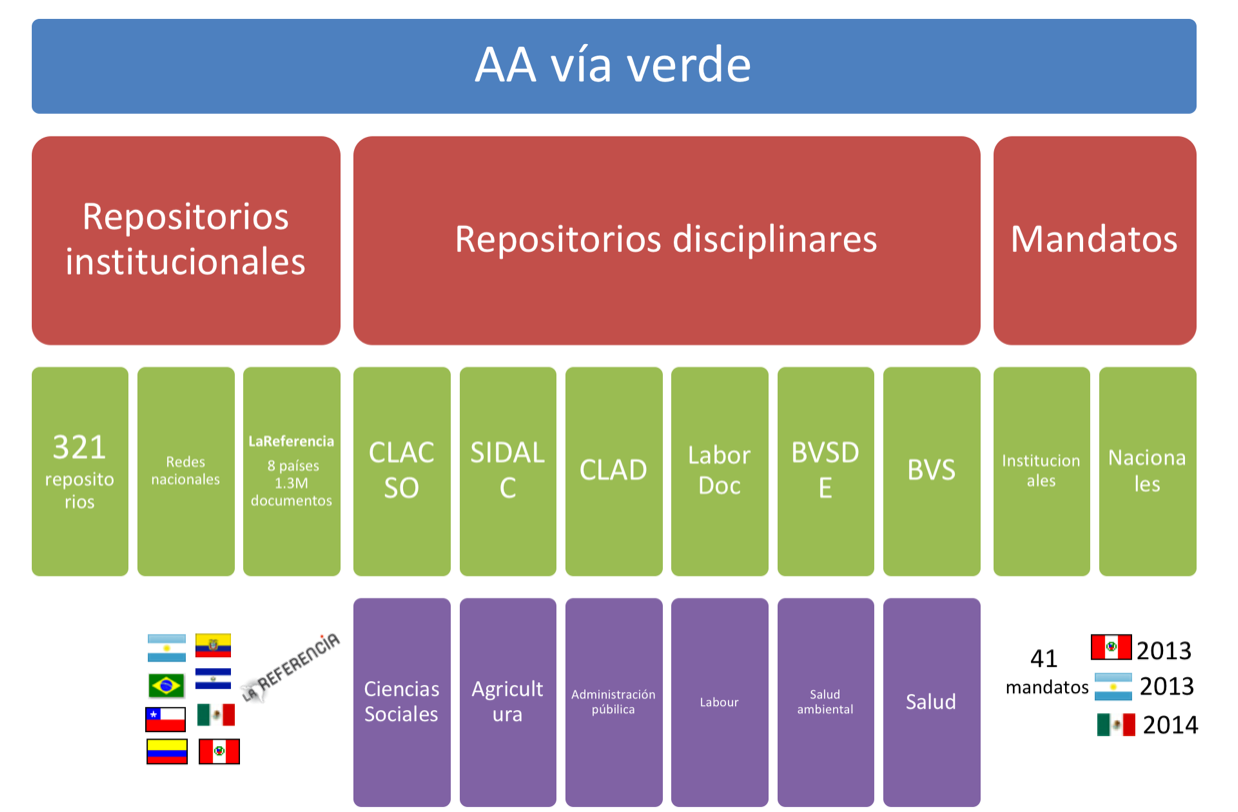 AA vía verde
Repositorios
institucionales
Repositorios disciplinares
Mandatos
321
reposito
rios
Redes
nacionales
LaReferencia
8 países
1.3M
documentos
CLAC
SO
SIDAL
C
CLAD
Labor
Doc
BVSD
E
BVS
Institucion
ales
Naciona
les
LA REFERENCIA
Ciencias
Sociales
Agricult
ura
Administración
pública
Labour
Salud
ambiental
Salud
41
mandatos
2013
2013
2014